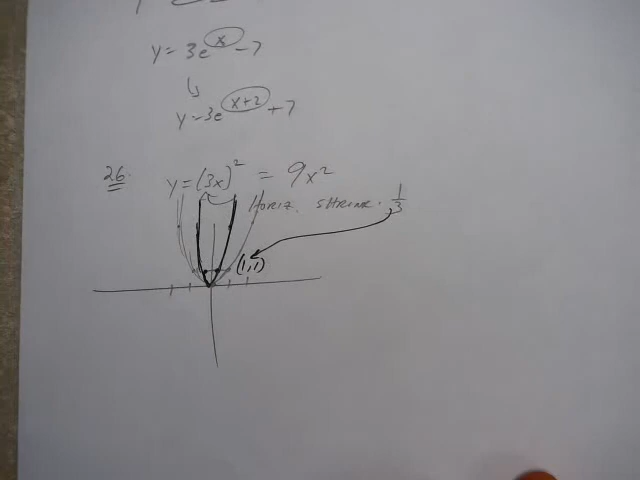 y = 3e^x - 7
↳
y = 3e^(x+2) + 7
26. y = (3x)² = 9x²
HORIZ. SHRINK. 1/3
(1,1)